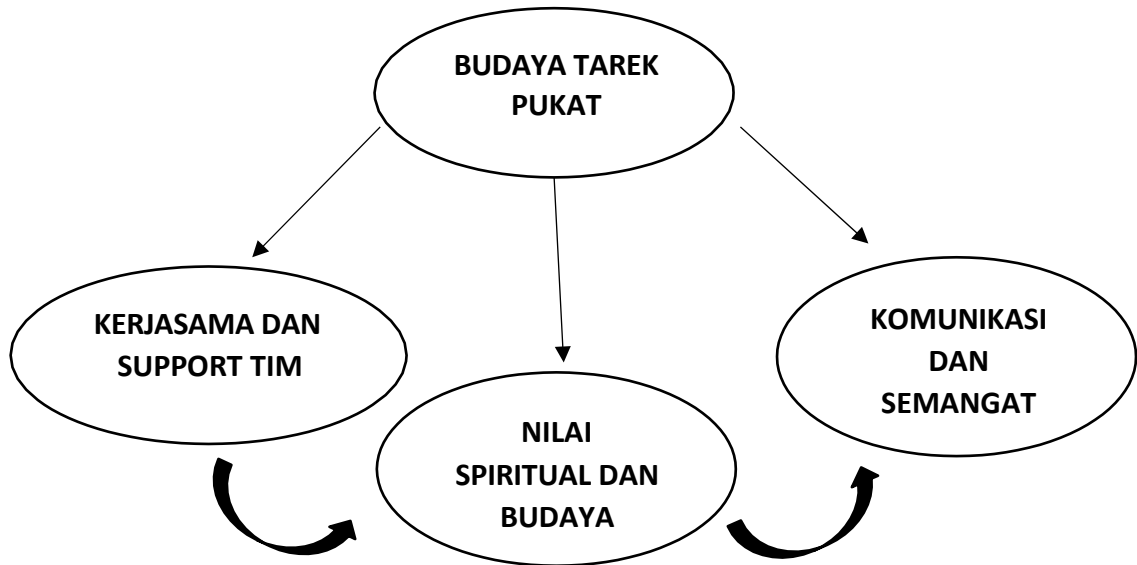 BUDAYA TAREK
PUKAT
KERJASAMA DAN
SUPPORT TIM
NILAI
SPIRITUAL DAN
BUDAYA
KOMUNIKASI
DAN
SEMANGAT